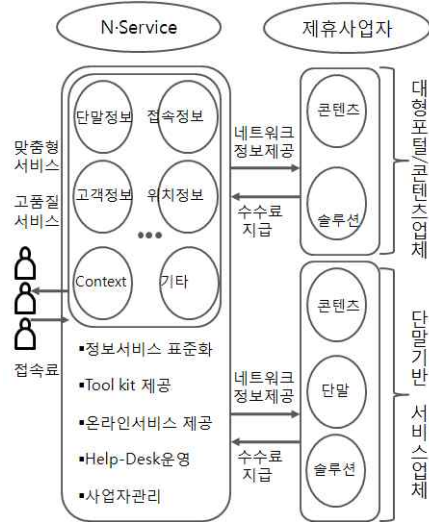 N·Service
제휴사업자
단말정보
접속정보
고객정보
위치정보
•••
Context
기타
▪정보서비스 표준화
▪Tool kit 제공
▪온라인서비스 제공
▪Help-Desk운영
▪사업자관리
맞춤형
서비스
고품질
서비스
접속료
네트워크
정보제공
수수료
지급
콘텐츠
솔루션
대형포털/콘텐츠업체
네트워크
정보제공
수수료
지급
콘텐츠
단말
솔루션
단말기반 서비스업체